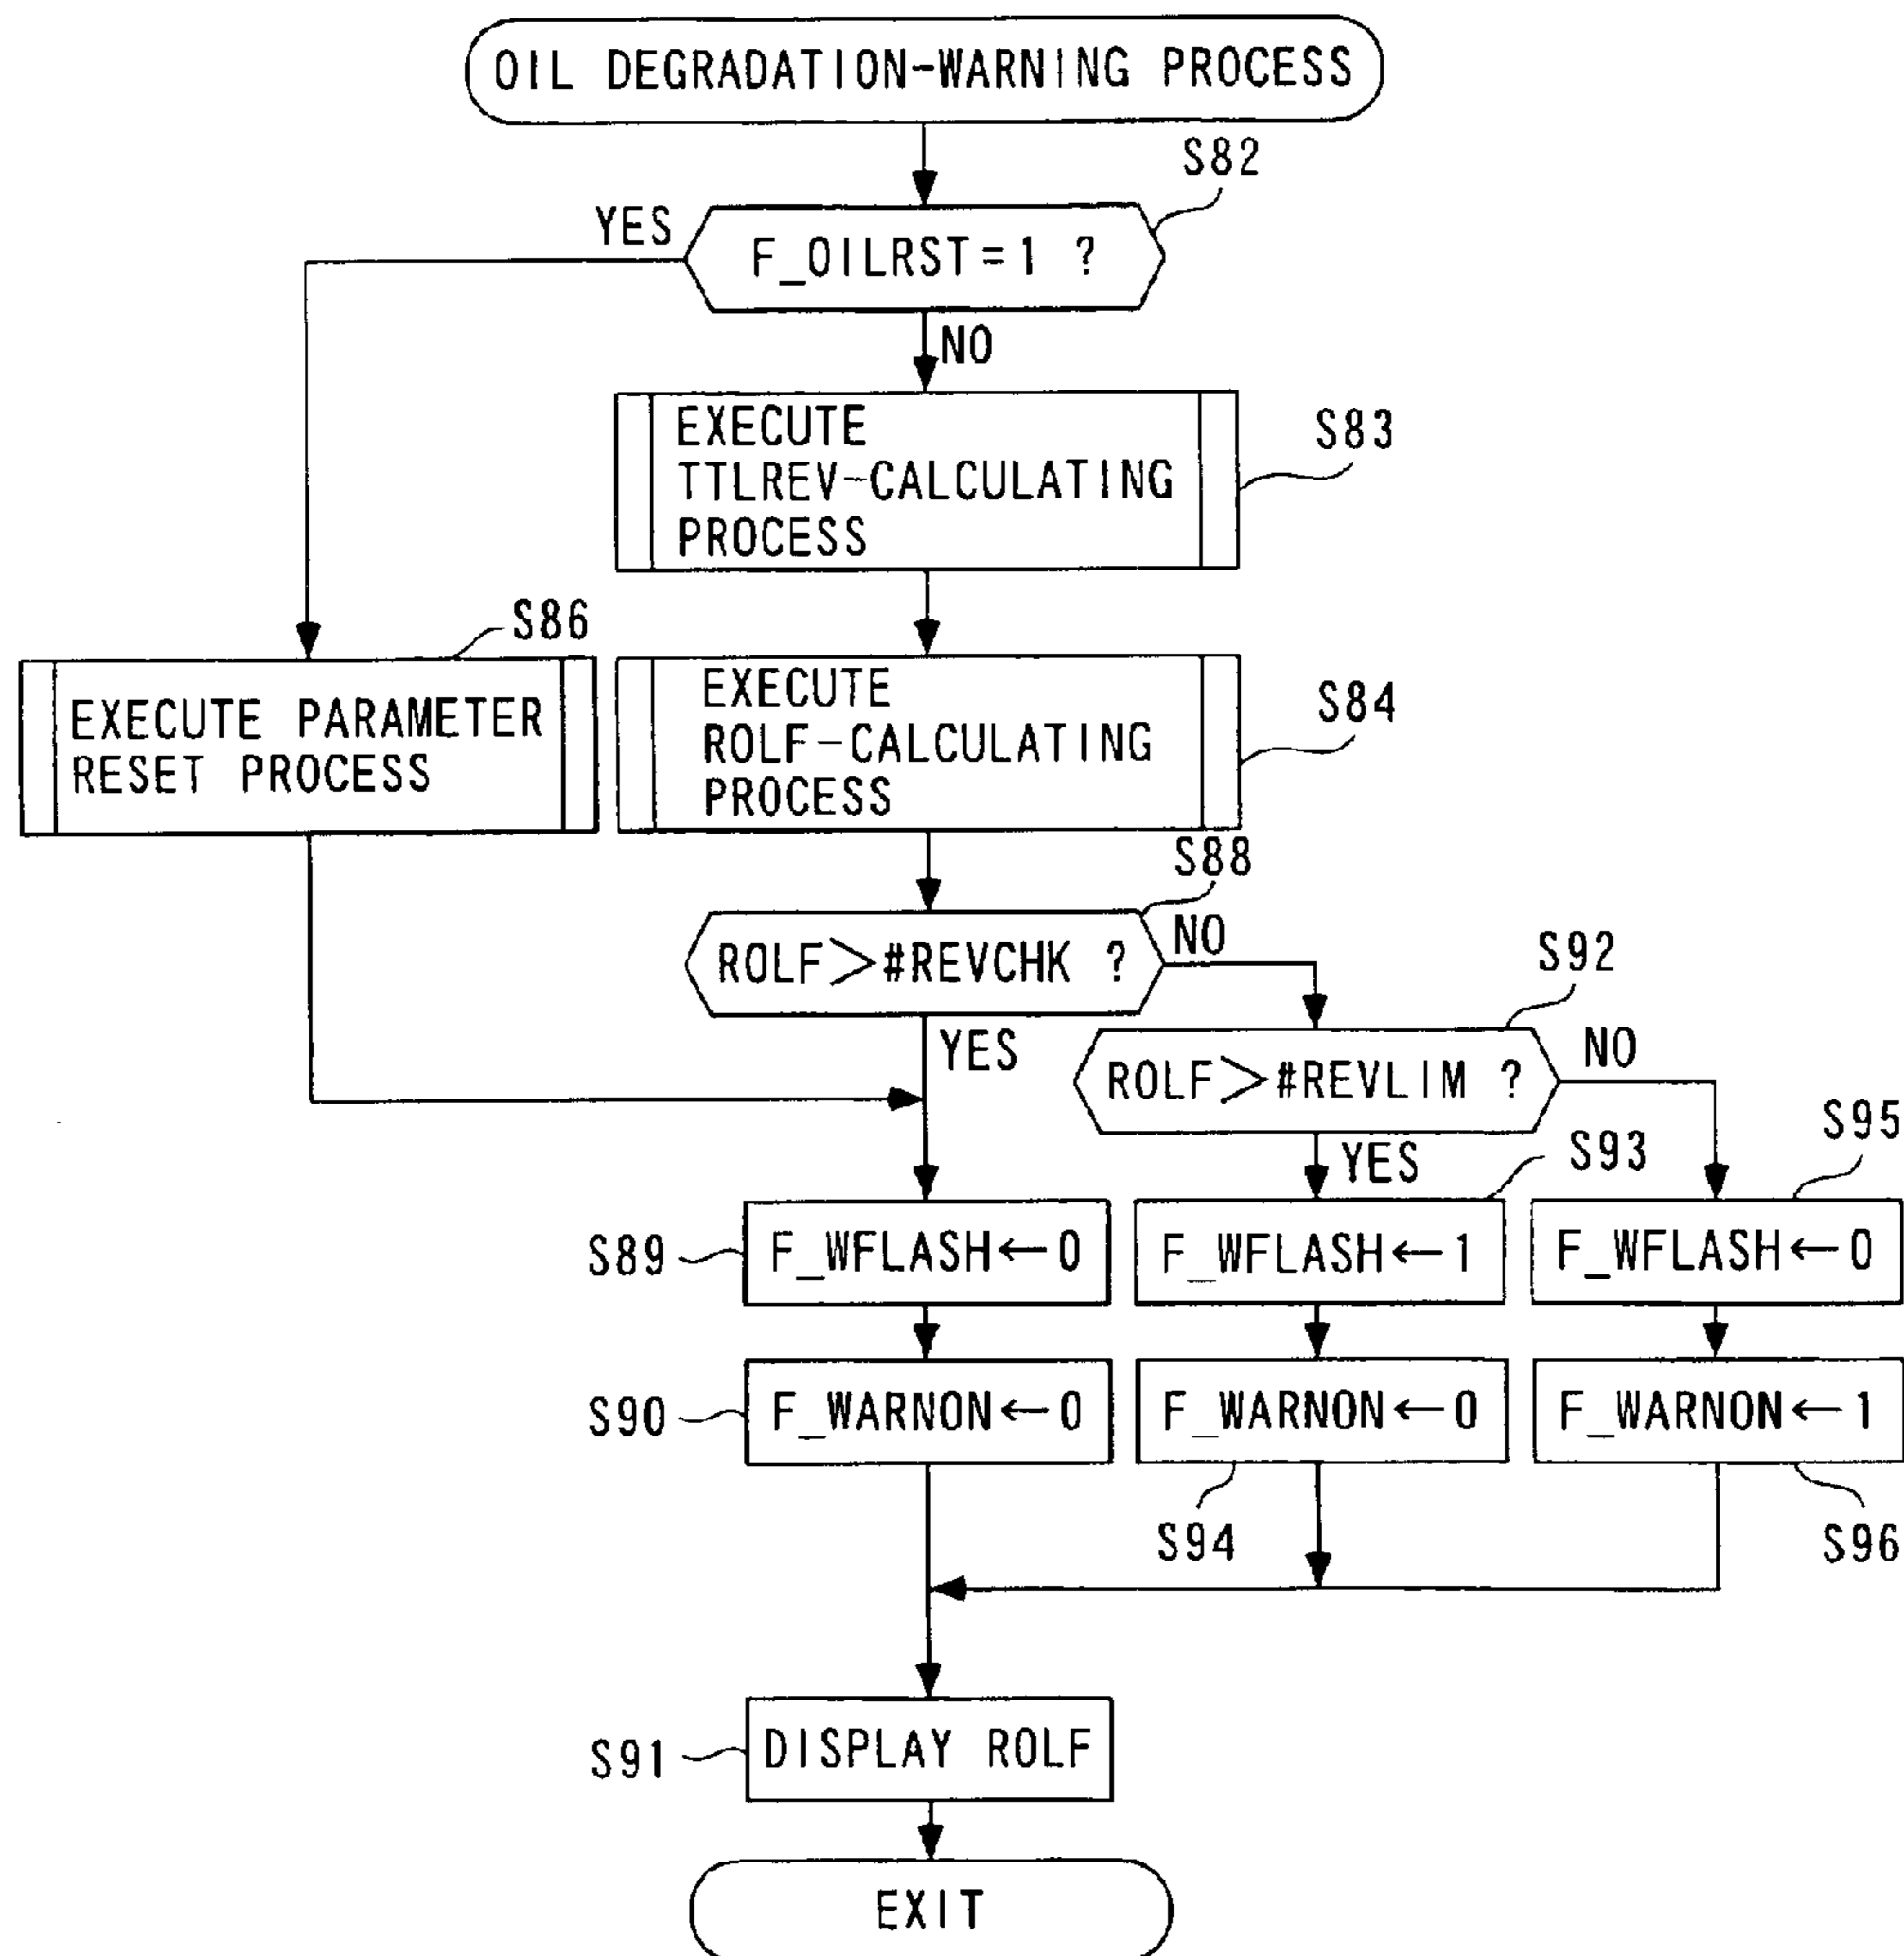 OIL DEGRADATION-WARNING PROCESS
S82
YES
F_OILRST=1 ?
NO
EXECUTE
TTLREV-CALCULATING
PROCESS
S83
S86
EXECUTE PARAMETER
RESET PROCESS
EXECUTE
ROLF-CALCULATING
PROCESS
S84
S88
ROLF>#REVCHK ?
NO
YES
S92
ROLF>#REVLIM ?
NO
YES
S93
S95
S89
F_WFLASH←0
F_WFLASH←1
F_WFLASH←0
S90
F_WARNON←0
F_WARNON←0
F_WARNON←1
S94
S96
S91
DISPLAY ROLF
EXIT